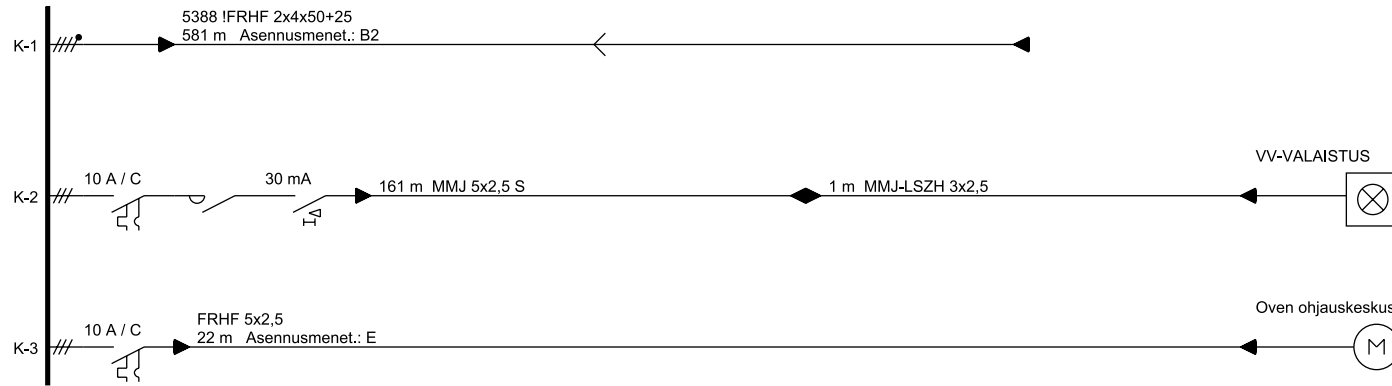 5388 !FRHF 2x4x50+25
K-1
581 m Asennusmenet.: B2
VV-VALAISTUS
10 A / C
30 mA
K-2
161 m MMJ 5x2,5 S
1 m MMJ-LSZH 3x2,5
Oven ohjauskeskus
FRHF 5x2,5
10 A / C
K-3
22 m Asennusmenet.: E
M